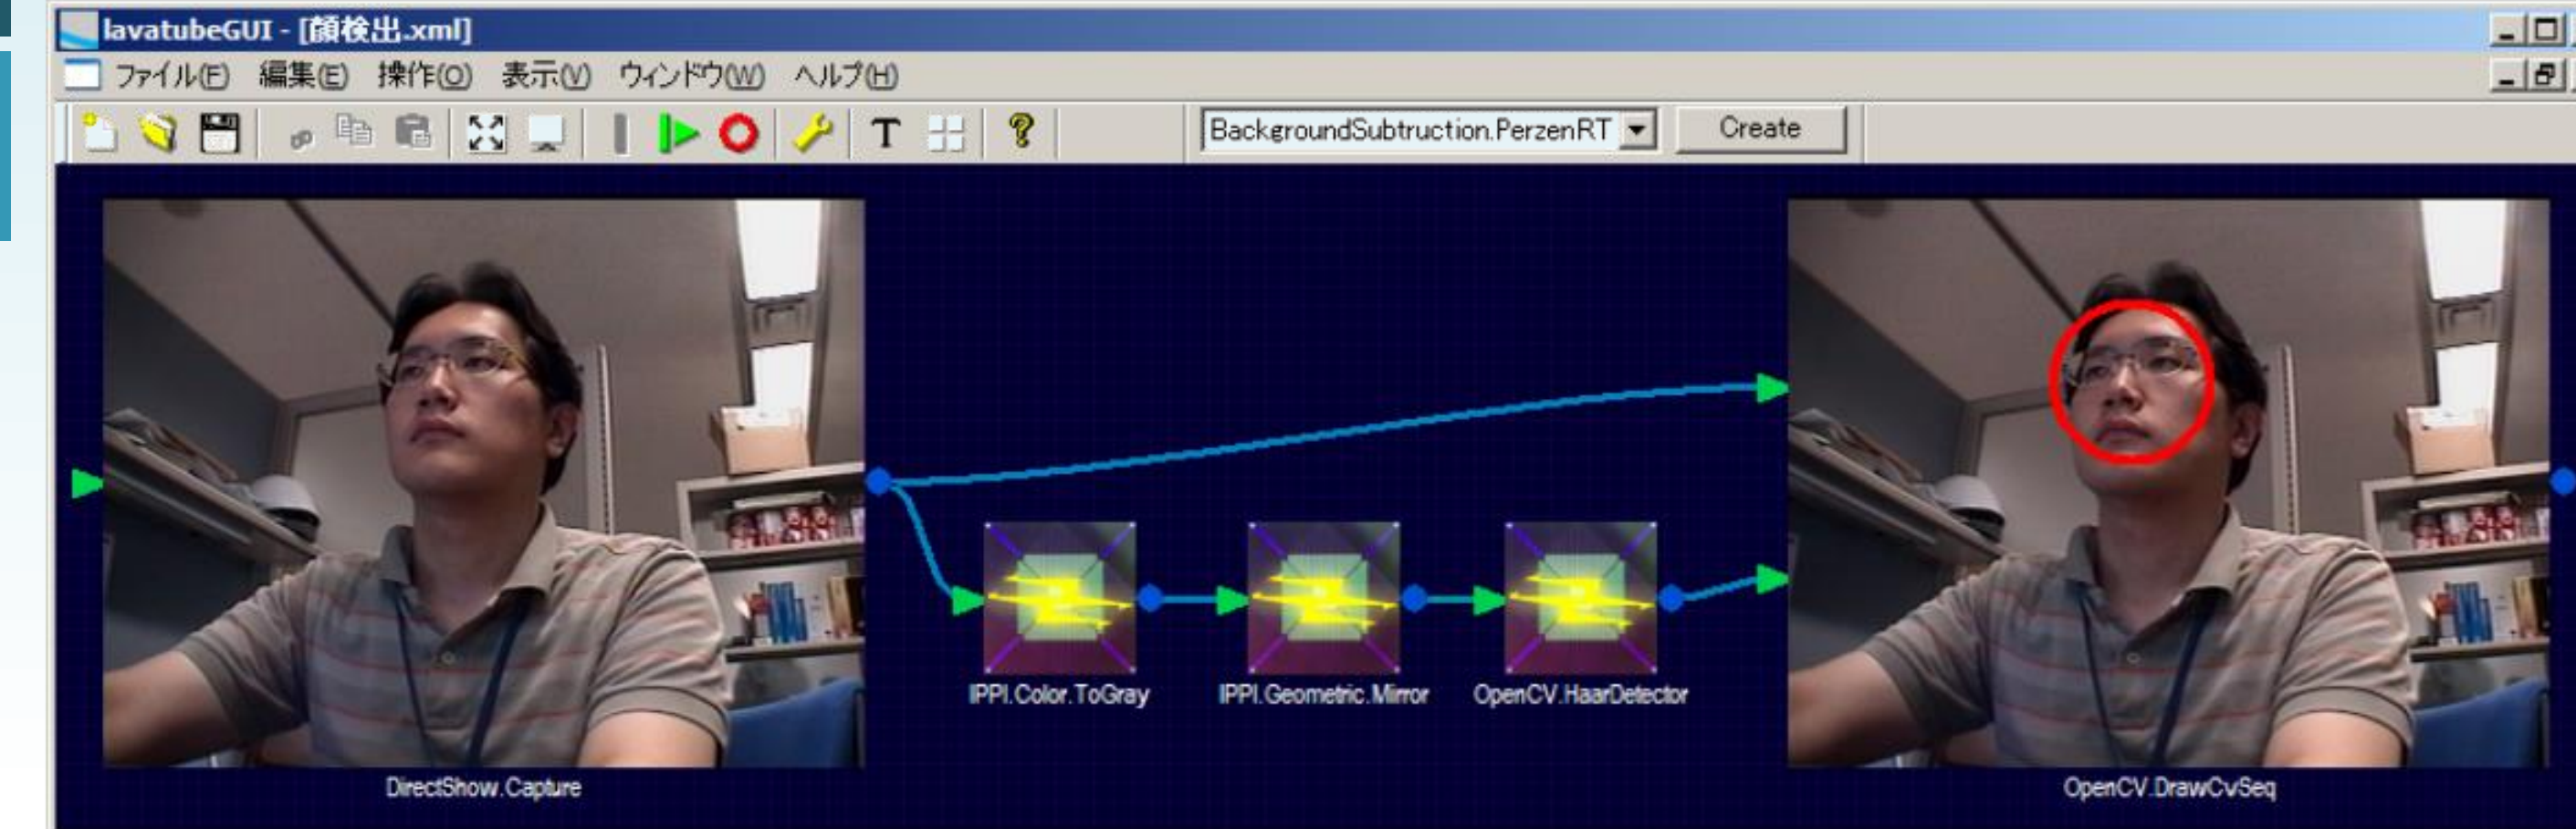 lavatubeGUI - [顔検出.xml]
ファイル(F) 編集(E) 操作(O) 表示(V) ウィンドウ(W) ヘルプ(H)
T ? BackgroundSubtruction.PerzenRT Create
IPPI.Color.ToGray IPPI.Geometric.Mirror OpenCV.HaarDetector
DirectShow.Capture OpenCV.DrawCvSeq